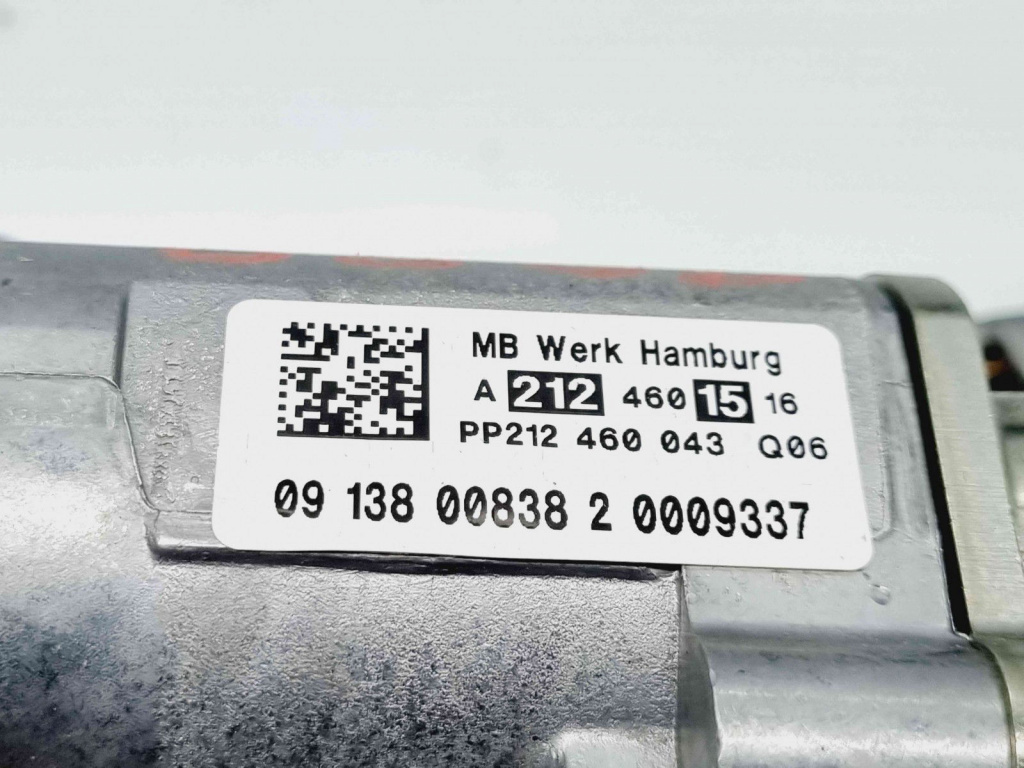 MB Werk Hamburg
A 212 460 15 16
PP212 460 043 Q06
09 138 00838 2 0009337